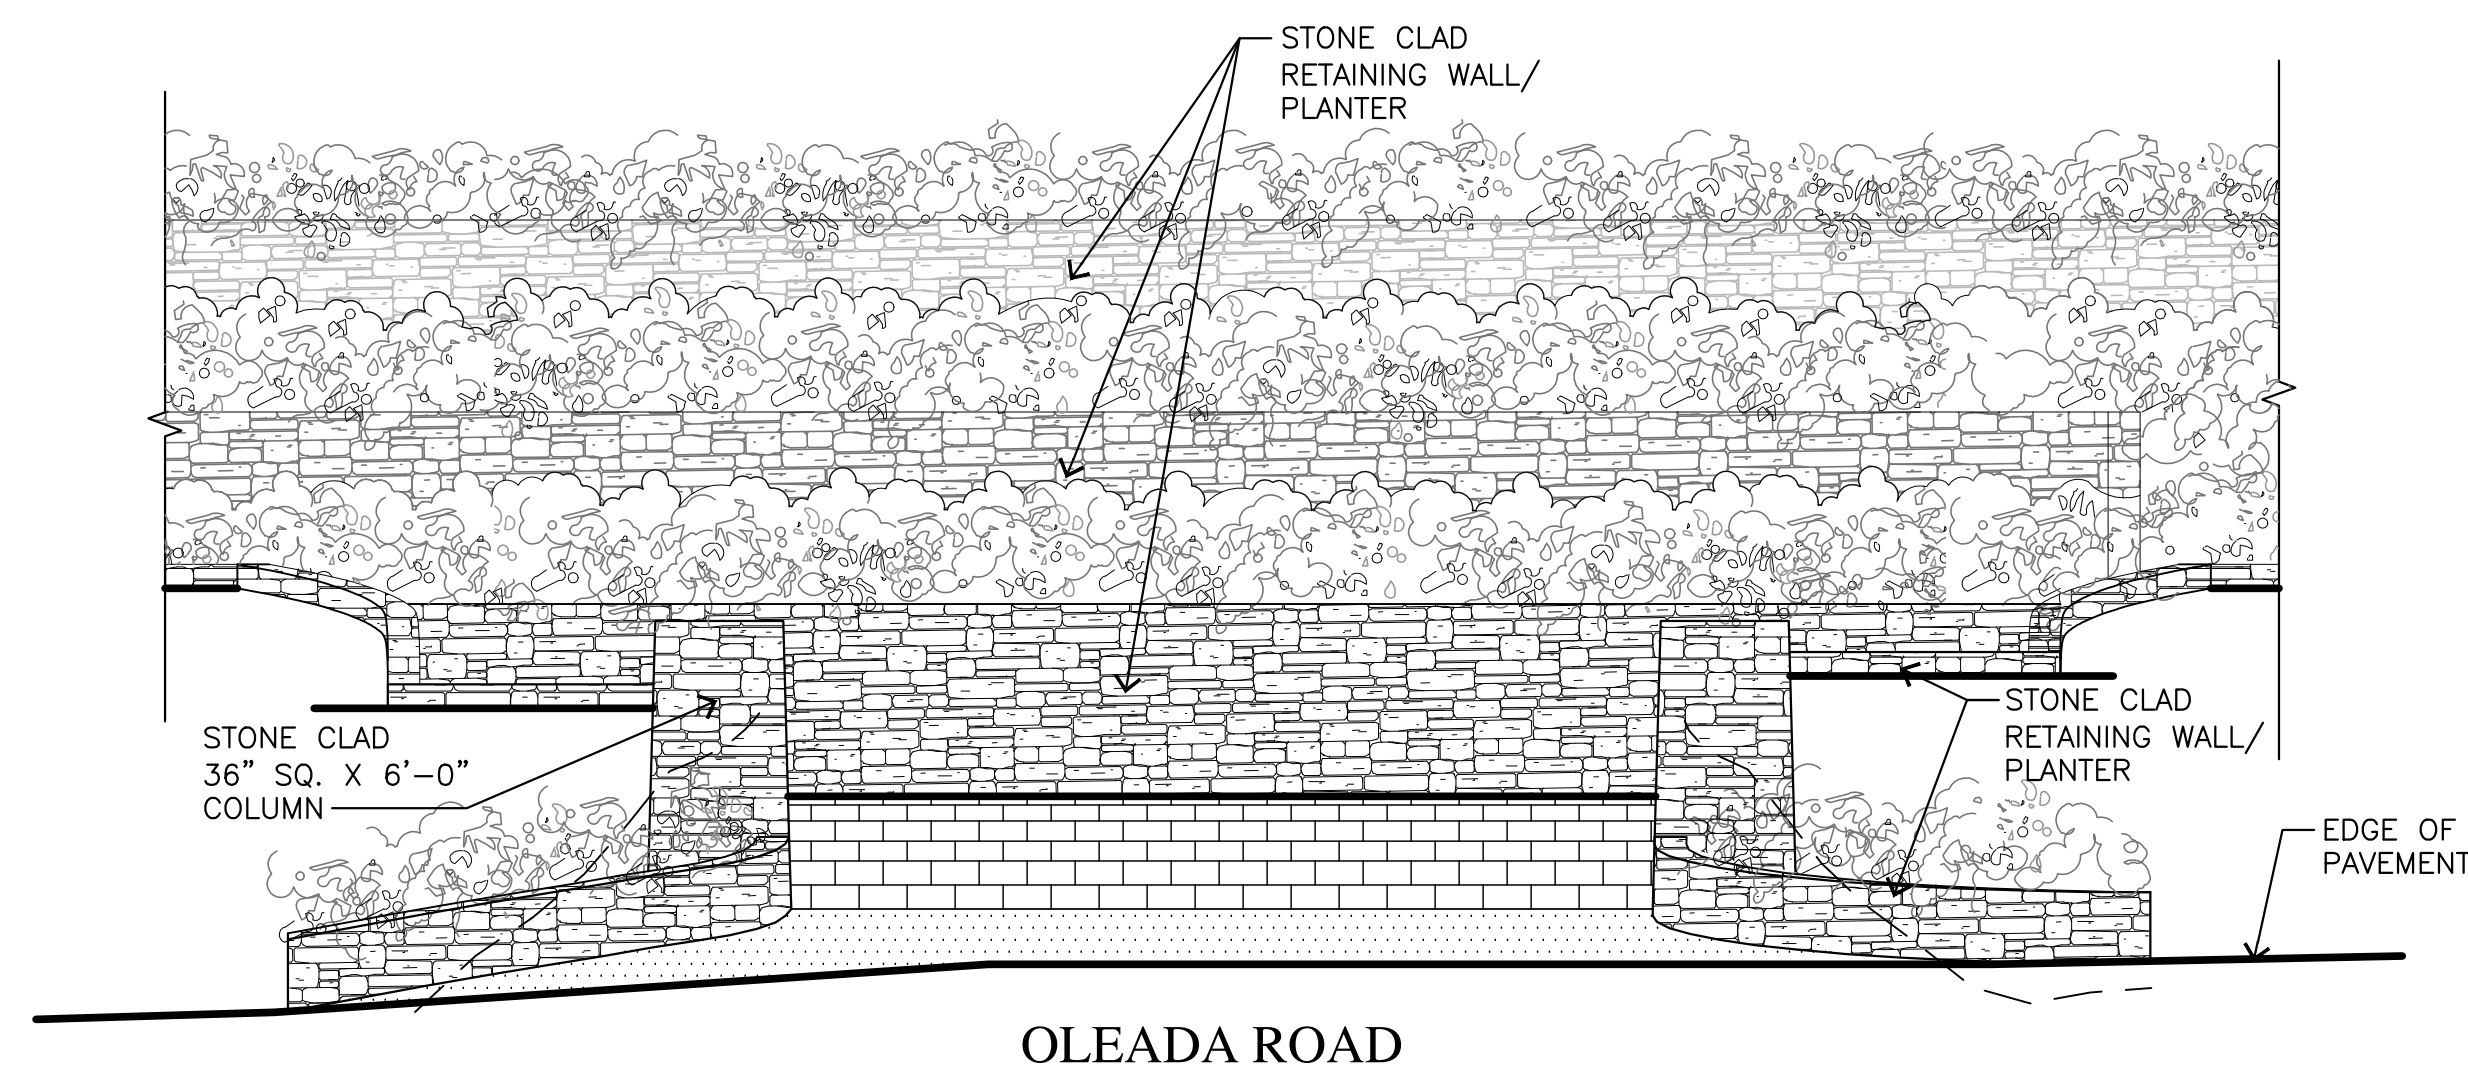 STONE CLAD
RETAINING WALL/
PLANTER
STONE CLAD
36” SQ. X 6’-0”
COLUMN
STONE CLAD
RETAINING WALL/
PLANTER
EDGE OF
PAVEMENT
OLEADA ROAD